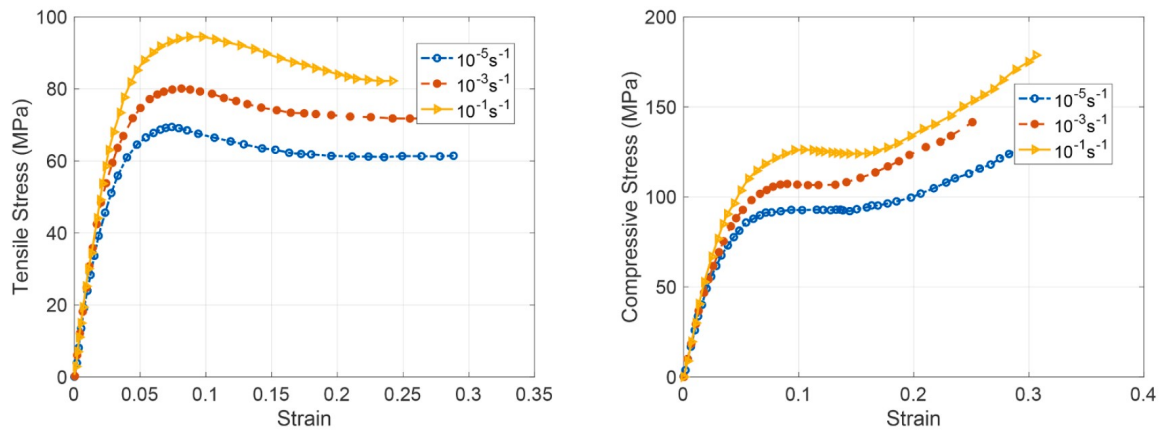 100
80
60
40
20
0
Tensile Stress (MPa)
0
0.05
0.1
0.15
0.2
0.25
0.3
0.35
Strain
10⁻⁵s⁻¹
10⁻³s⁻¹
10⁻¹s⁻¹
200
150
100
50
0
Compressive Stress (MPa)
0
0.1
0.2
0.3
0.4
Strain
10⁻⁵s⁻¹
10⁻³s⁻¹
10⁻¹s⁻¹